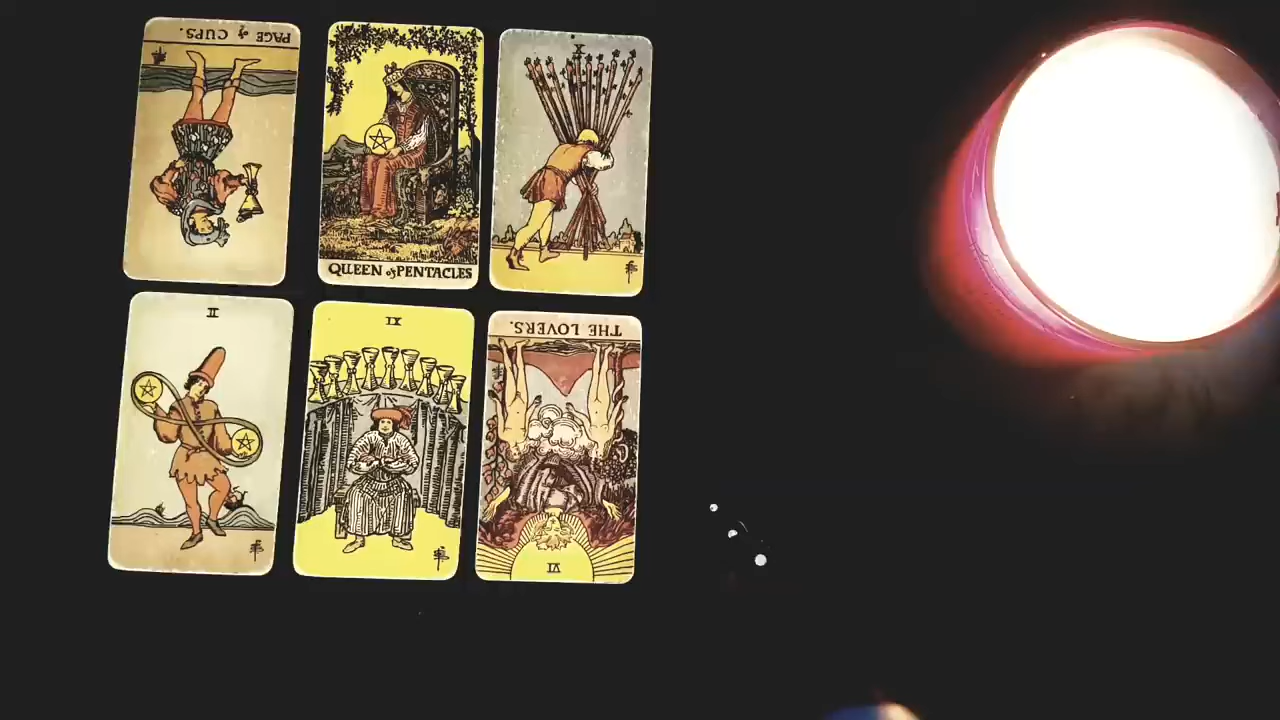 PAGE of CUPS.
QUEEN of PENTACLES
X
II
IX
THE LOVERS.
VI